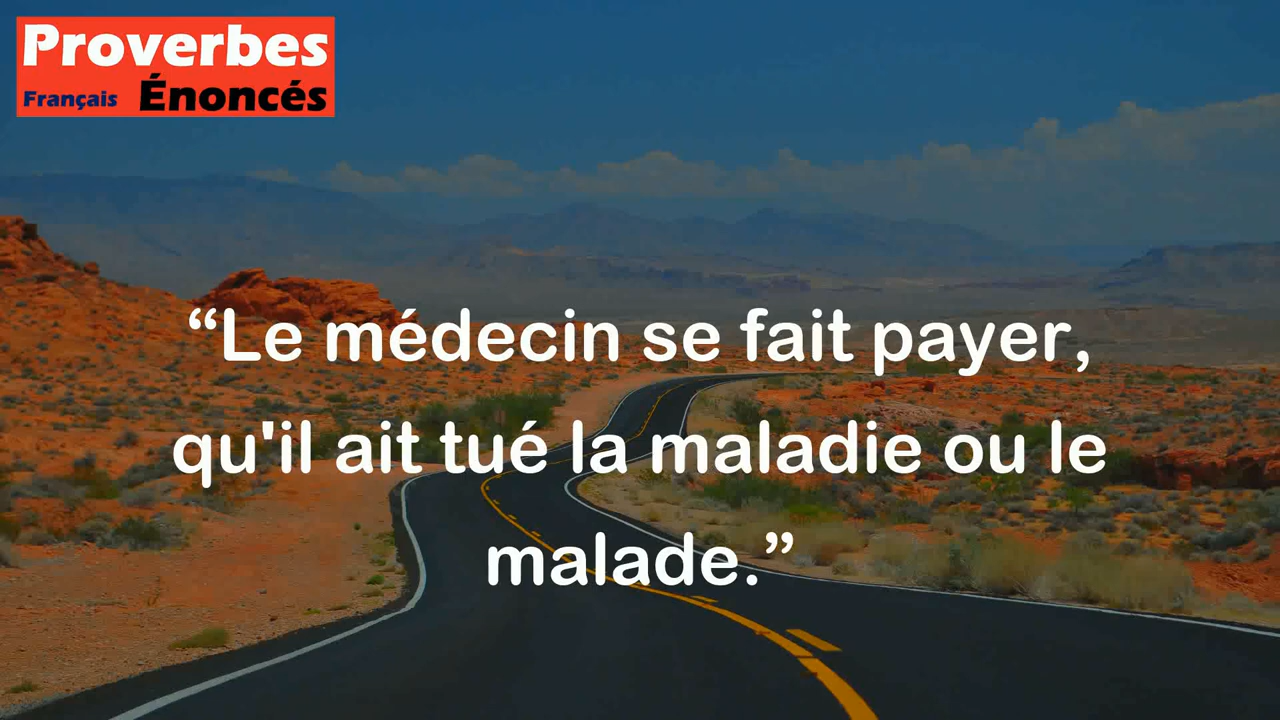 Proverbes
Français Énoncés
“Le médecin se fait payer,
qu'il ait tué la maladie ou le
malade.”